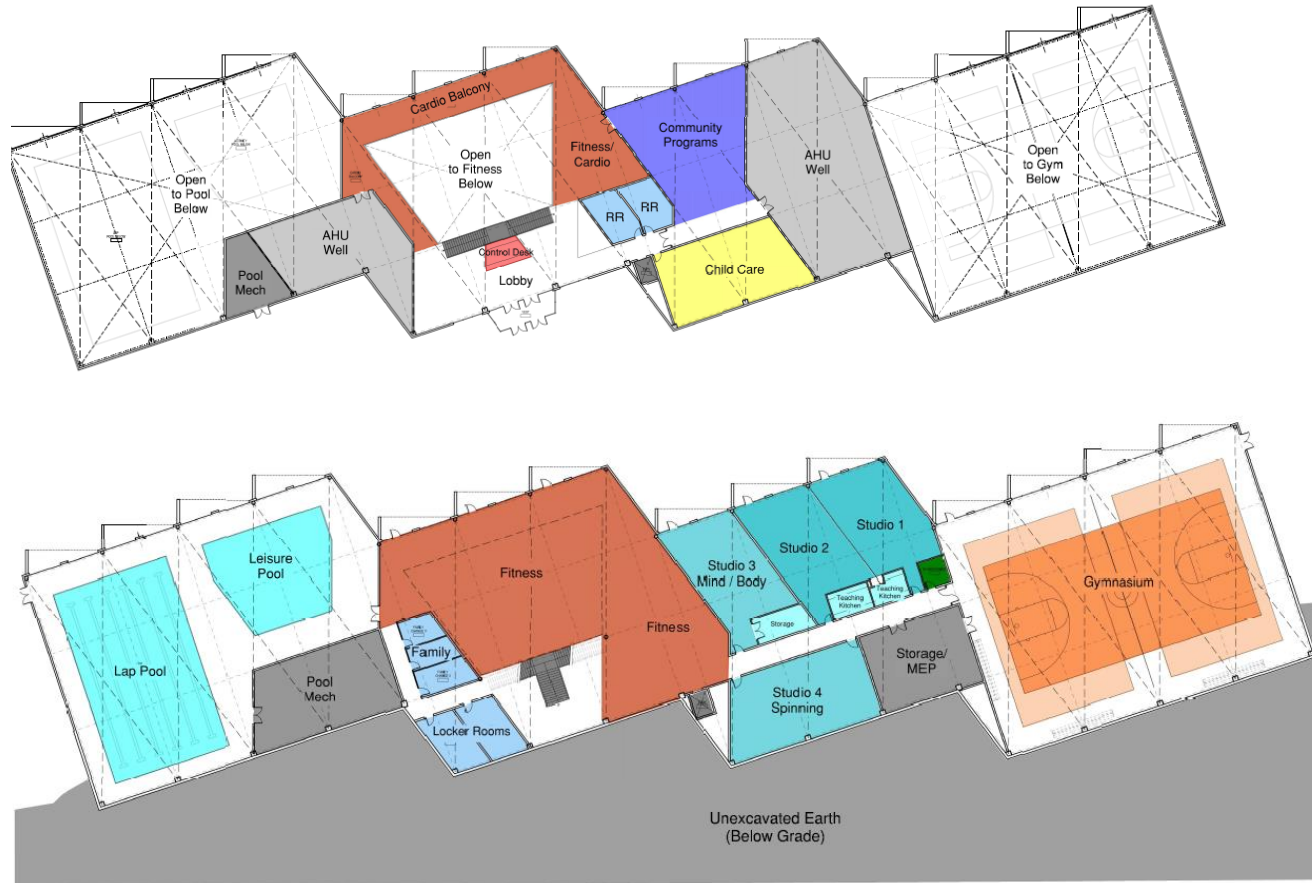 Cardio Balcony
Open
to Pool
Below
Open
to Fitness
Below
Fitness/
Cardio
Community
Programs
AHU
Well
Open
to Gym
Below
RR
RR
AHU
Well
Pool
Mech
Control Desk
Lobby
Child Care
Leisure
Pool
Lap Pool
Pool
Mech
Fitness
Fitness
Family
Locker Rooms
Studio 3
Mind / Body
Studio 2
Studio 1
Teaching
Kitchen
Teaching
Kitchen
Storage
Studio 4
Spinning
Storage/
MEP
Gymnasium
Unexcavated Earth
(Below Grade)